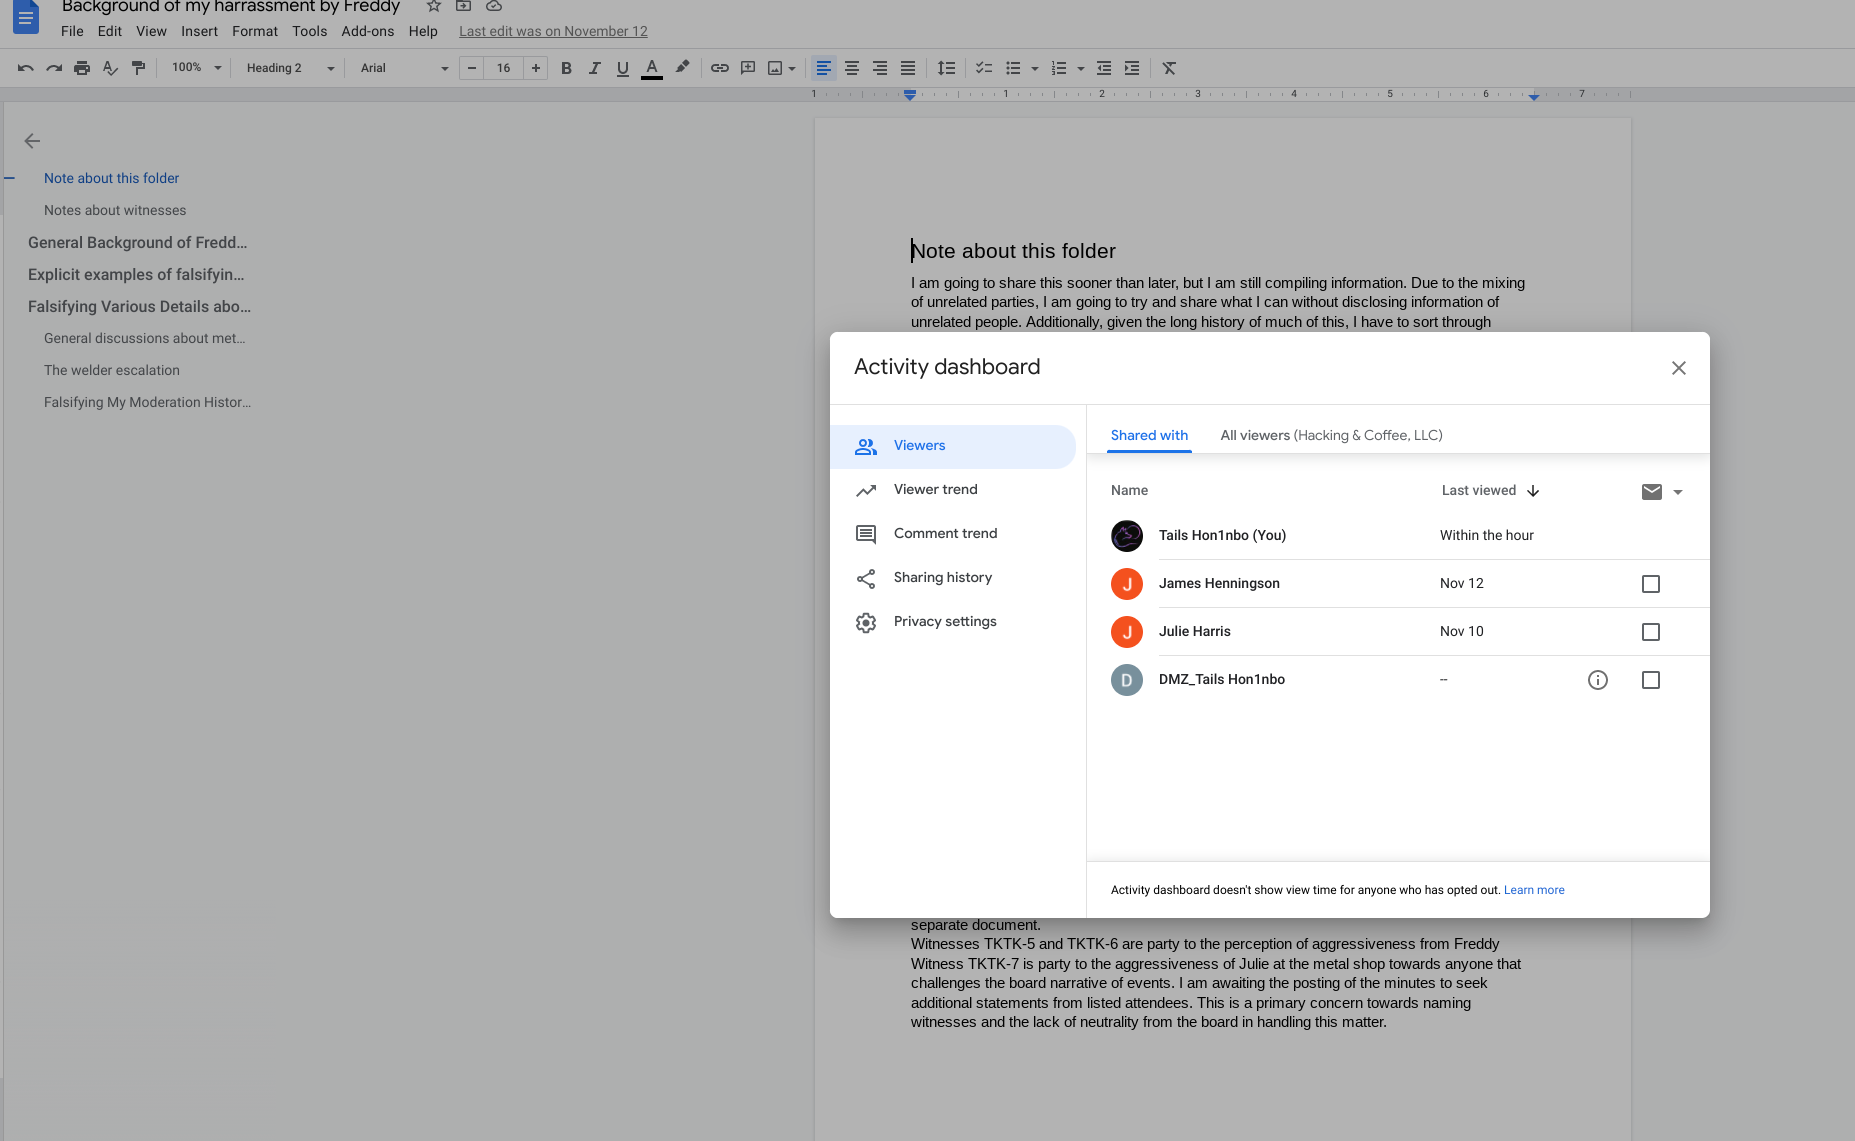 Background of my harrassment by Freddy
File Edit View Insert Format Tools Add-ons Help Last edit was on November 12
100% Heading 2 Arial 16
1 1 2 3 4 5 6 7
Note about this folder
Notes about witnesses
General Background of Fredd...
Explicit examples of falsifyin...
Falsifying Various Details abo...
General discussions about met...
The welder escalation
Falsifying My Moderation Histor...
Note about this folder
I am going to share this sooner than later, but I am still compiling information. Due to the mixing
of unrelated parties, I am going to try and share what I can without disclosing information of
unrelated people. Additionally, given the long history of much of this, I have to sort through
Activity dashboard
Viewers
Viewer trend
Comment trend
Sharing history
Privacy settings
Shared with All viewers (Hacking & Coffee, LLC)
Name Last viewed
Tails Hon1nbo (You) Within the hour
J James Henningson Nov 12
J Julie Harris Nov 10
D DMZ_Tails Hon1nbo --
Activity dashboard doesn't show view time for anyone who has opted out. Learn more
separate document.
Witnesses TKTK-5 and TKTK-6 are party to the perception of aggressiveness from Freddy
Witness TKTK-7 is party to the aggressiveness of Julie at the metal shop towards anyone that
challenges the board narrative of events. I am awaiting the posting of the minutes to seek
additional statements from listed attendees. This is a primary concern towards naming
witnesses and the lack of neutrality from the board in handling this matter.